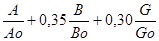 A/Ao + 0,35 B/Bo + 0,30 G/Go